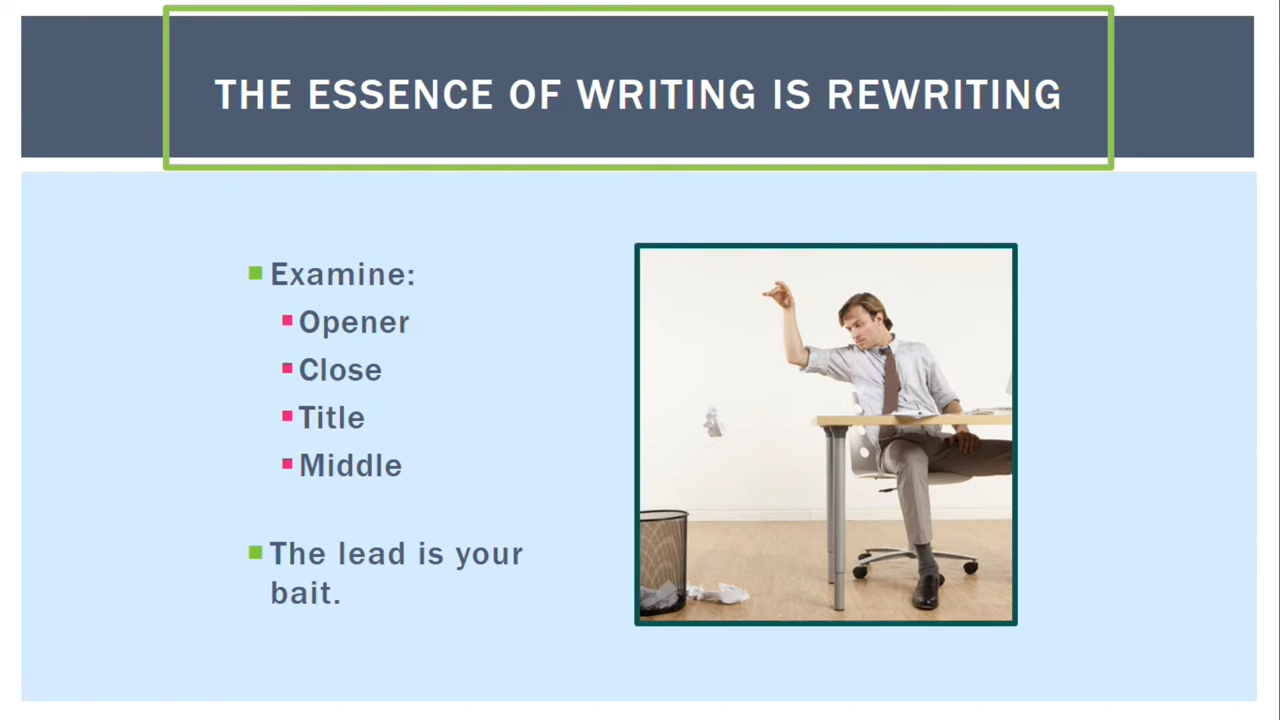 THE ESSENCE OF WRITING IS REWRITING
Examine:
Opener
Close
Title
Middle
The lead is your
bait.